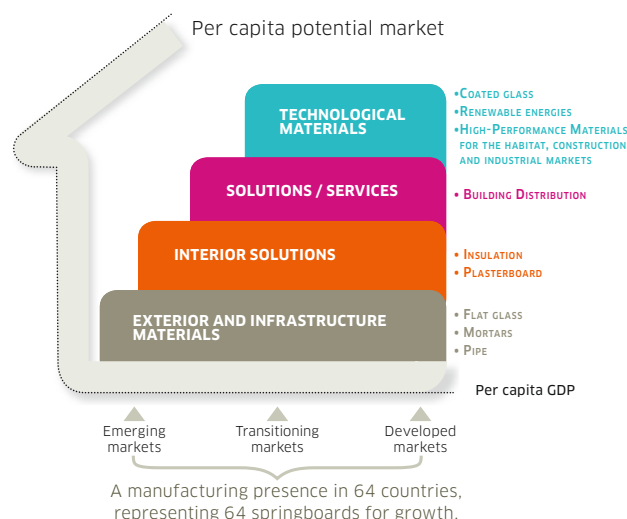 Per capita potential market
TECHNOLOGICAL
MATERIALS
• COATED GLASS
• RENEWABLE ENERGIES
• HIGH-PERFORMANCE MATERIALS
FOR THE HABITAT, CONSTRUCTION
AND INDUSTRIAL MARKETS
SOLUTIONS / SERVICES
• BUILDING DISTRIBUTION
INTERIOR SOLUTIONS
• INSULATION
• PLASTERBOARD
EXTERIOR AND INFRASTRUCTURE
MATERIALS
• FLAT GLASS
• MORTARS
• PIPE
Per capita GDP
Emerging
markets
Transitioning
markets
Developed
markets
A manufacturing presence in 64 countries,
representing 64 springboards for growth.